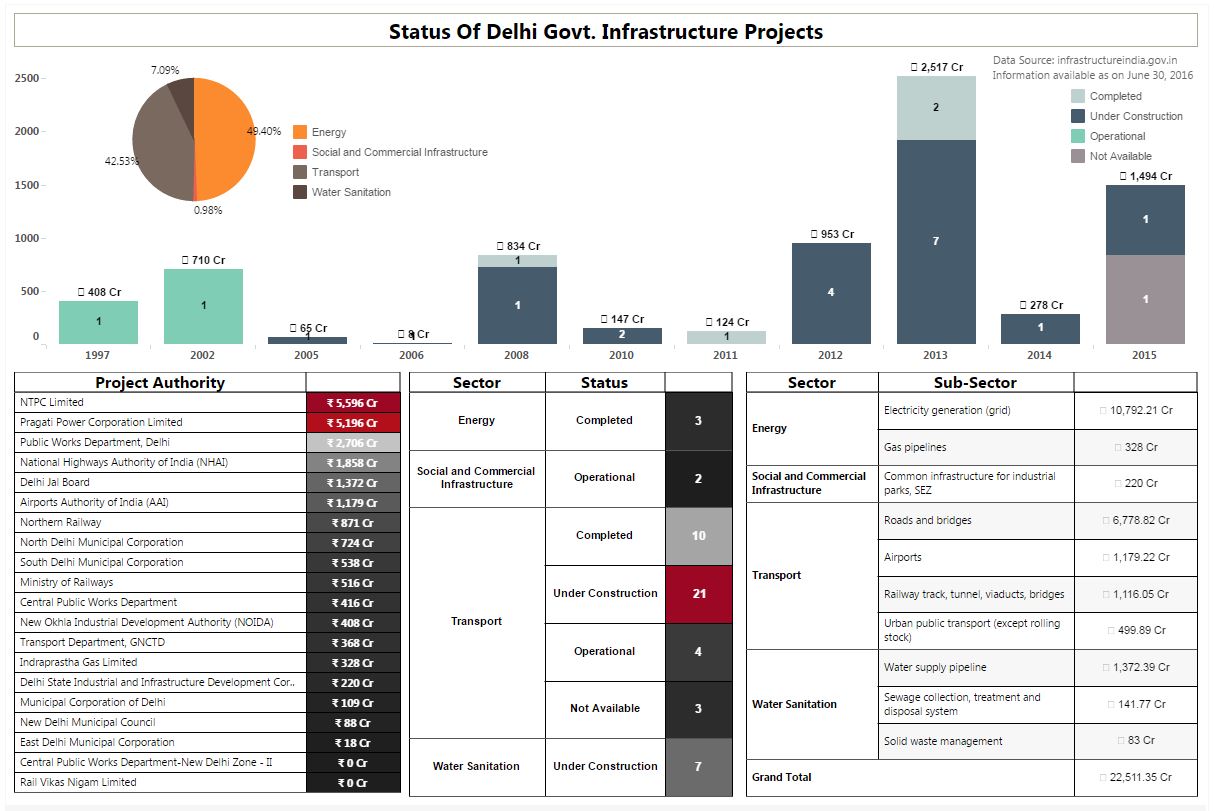 Status Of Delhi Govt. Infrastructure Projects
Data Source: infrastructureindia.gov.in
Information available as on June 30, 2016
Completed
Under Construction
Operational
Not Available
7.09%
49.40%
42.53%
0.98%
Energy
Social and Commercial Infrastructure
Transport
Water Sanitation
2500
2000
1500
1000
500
0
408 Cr
1
710 Cr
1
65 Cr
1
8 Cr
1
834 Cr
1
1
147 Cr
2
124 Cr
1
953 Cr
4
2,517 Cr
2
7
278 Cr
1
1,494 Cr
1
1
1997 2002 2005 2006 2008 2010 2011 2012 2013 2014 2015
Project Authority
NTPC Limited ₹ 5,596 Cr
Pragati Power Corporation Limited ₹ 5,196 Cr
Public Works Department, Delhi ₹ 2,706 Cr
National Highways Authority of India (NHAI) ₹ 1,858 Cr
Delhi Jal Board ₹ 1,372 Cr
Airports Authority of India (AAI) ₹ 1,179 Cr
Northern Railway ₹ 871 Cr
North Delhi Municipal Corporation ₹ 724 Cr
South Delhi Municipal Corporation ₹ 538 Cr
Ministry of Railways ₹ 516 Cr
Central Public Works Department ₹ 416 Cr
New Okhla Industrial Development Authority (NOIDA) ₹ 408 Cr
Transport Department, GNCTD ₹ 368 Cr
Indraprastha Gas Limited ₹ 328 Cr
Delhi State Industrial and Infrastructure Development Cor.. ₹ 220 Cr
Municipal Corporation of Delhi ₹ 109 Cr
New Delhi Municipal Council ₹ 88 Cr
East Delhi Municipal Corporation ₹ 18 Cr
Central Public Works Department-New Delhi Zone - II ₹ 0 Cr
Rail Vikas Nigam Limited ₹ 0 Cr
Sector Status
Energy Completed 3
Social and Commercial
Infrastructure
Operational 2
Transport
Completed 10
Under Construction 21
Operational 4
Not Available 3
Water Sanitation Under Construction 7
Sector Sub-Sector
Energy
Electricity generation (grid) 10,792.21 Cr
Gas pipelines 328 Cr
Social and Commercial
Infrastructure
Common infrastructure for industrial
parks, SEZ
220 Cr
Transport
Roads and bridges 6,778.82 Cr
Airports 1,179.22 Cr
Railway track, tunnel, viaducts, bridges 1,116.05 Cr
Urban public transport (except rolling
stock)
499.89 Cr
Water Sanitation
Water supply pipeline 1,372.39 Cr
Sewage collection, treatment and
disposal system
141.77 Cr
Solid waste management 83 Cr
Grand Total 22,511.35 Cr